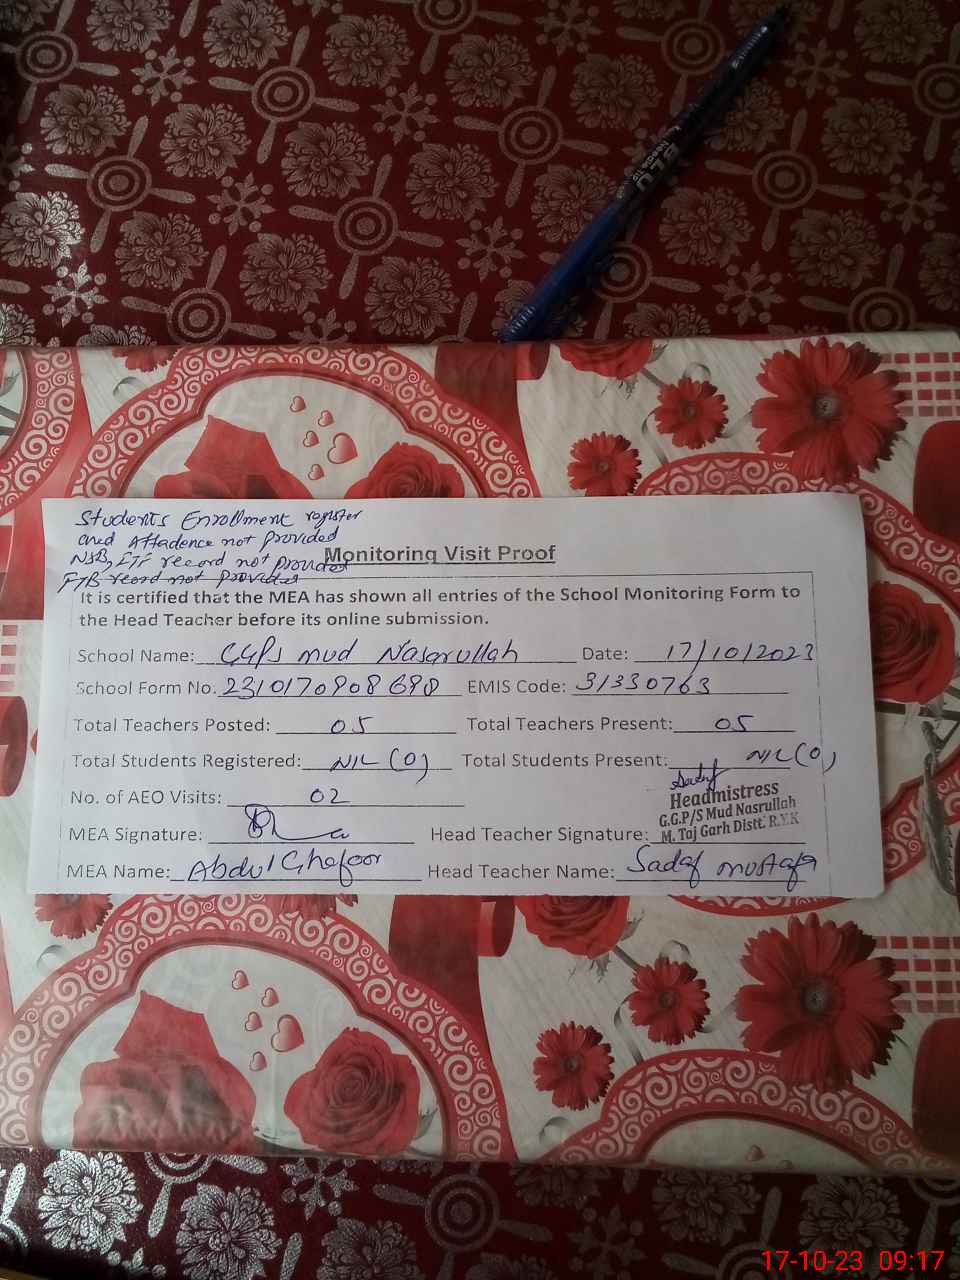 BLU
Needle Tip
Students Enrollment register
and Attadence not provided
NSB, FTF record not provided
FTB record not provided
Monitoring Visit Proof
It is certified that the MEA has shown all entries of the School Monitoring Form to
the Head Teacher before its online submission.
School Name: GGPS mud Nasarullah Date: 17/10/2023
School Form No. 2310170908698 EMIS Code: 31330763
Total Teachers Posted: 05 Total Teachers Present: 05
Total Students Registered: NIL (0) Total Students Present: NIL (0)
No. of AEO Visits: 02
Sadaf
Headmistress
G.G.P/S Mud Nasrullah
MEA Signature: Head Teacher Signature: M. Taj Garh Distt. R.Y.K
MEA Name: Abdul Ghafoor Head Teacher Name: Sadaf mustafa
17-10-23 09:17